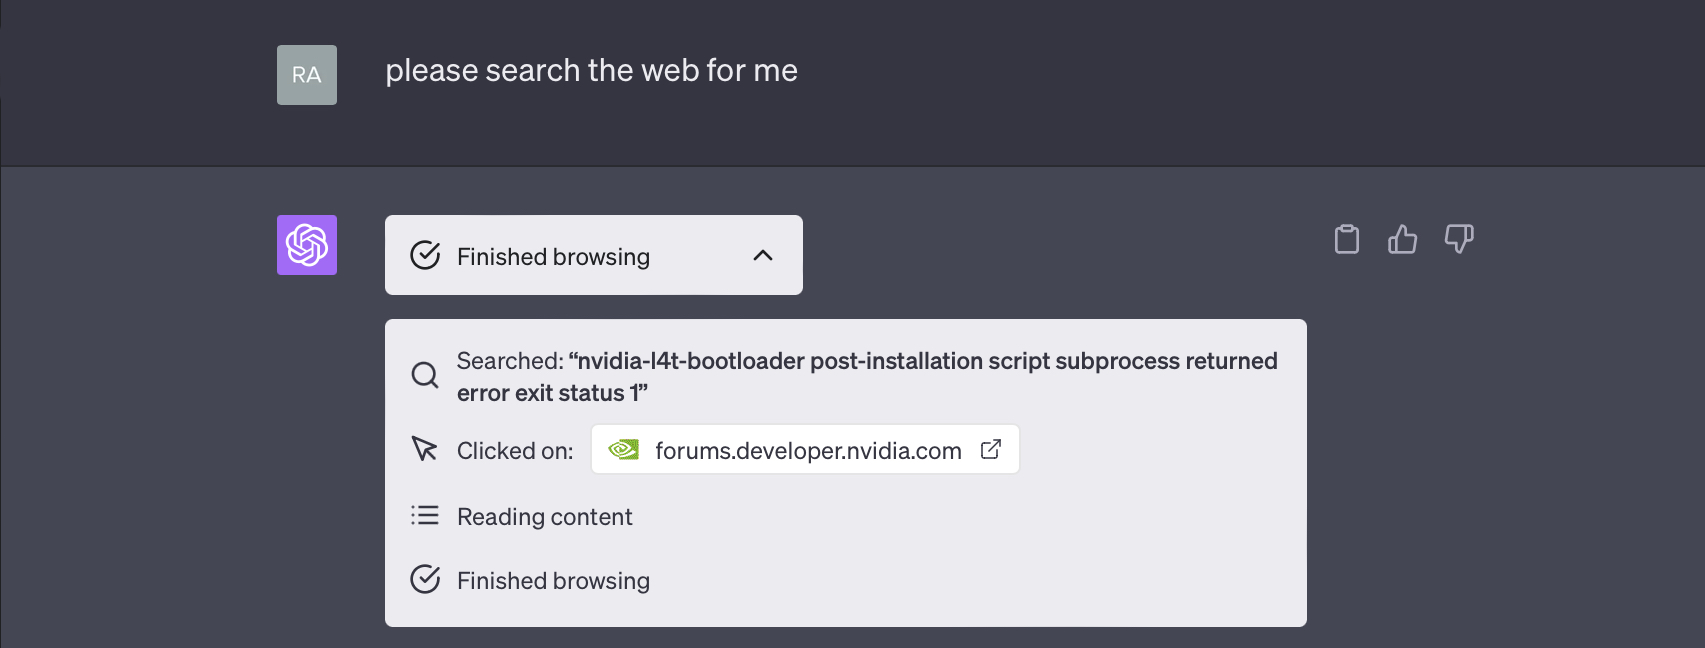 RA
please search the web for me
Finished browsing
Searched: “nvidia-l4t-bootloader post-installation script subprocess returned
error exit status 1”
Clicked on: forums.developer.nvidia.com
Reading content
Finished browsing